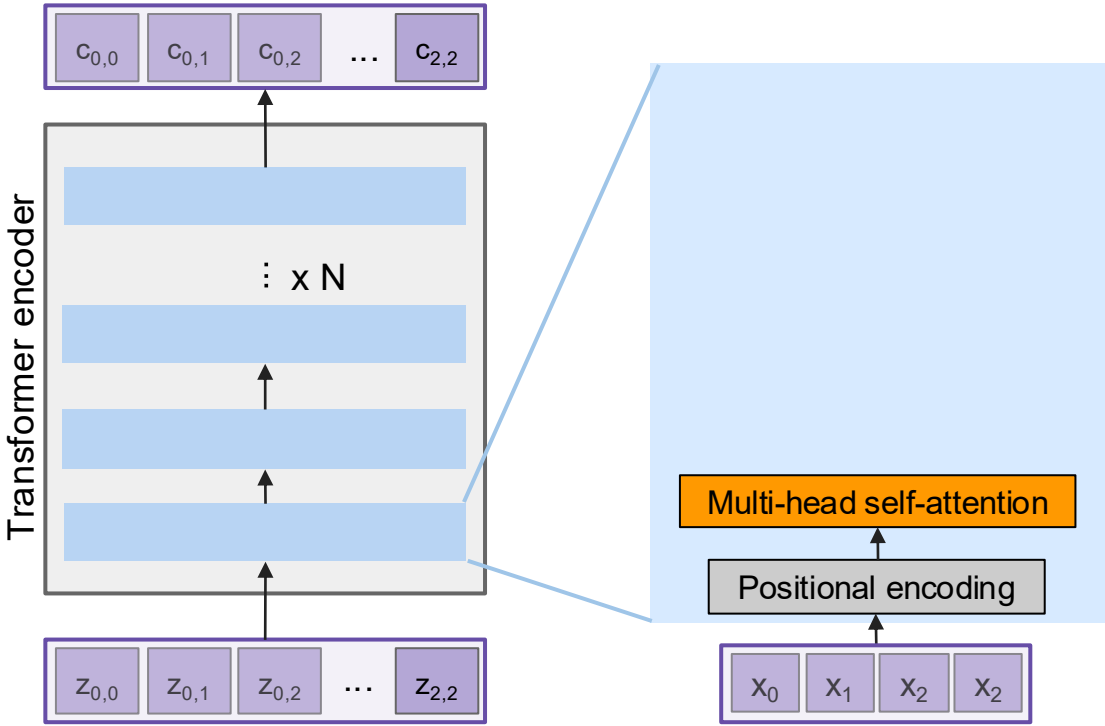 c0,0 c0,1 c0,2 ... c2,2
Transformer encoder
⋮ x N
z0,0 z0,1 z0,2 ... z2,2
Multi-head self-attention
Positional encoding
x0 x1 x2 x2